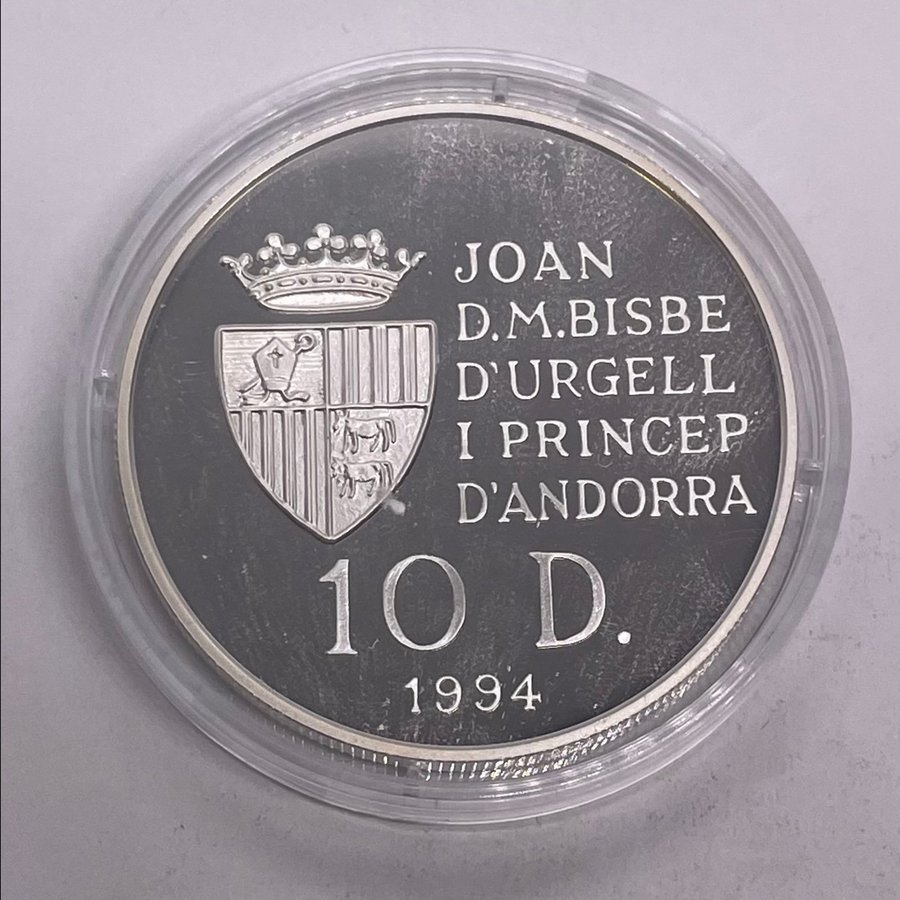 JOAN
D.M.BISBE
D'URGELL
I PRINCEP
D'ANDORRA
10 D.
1994